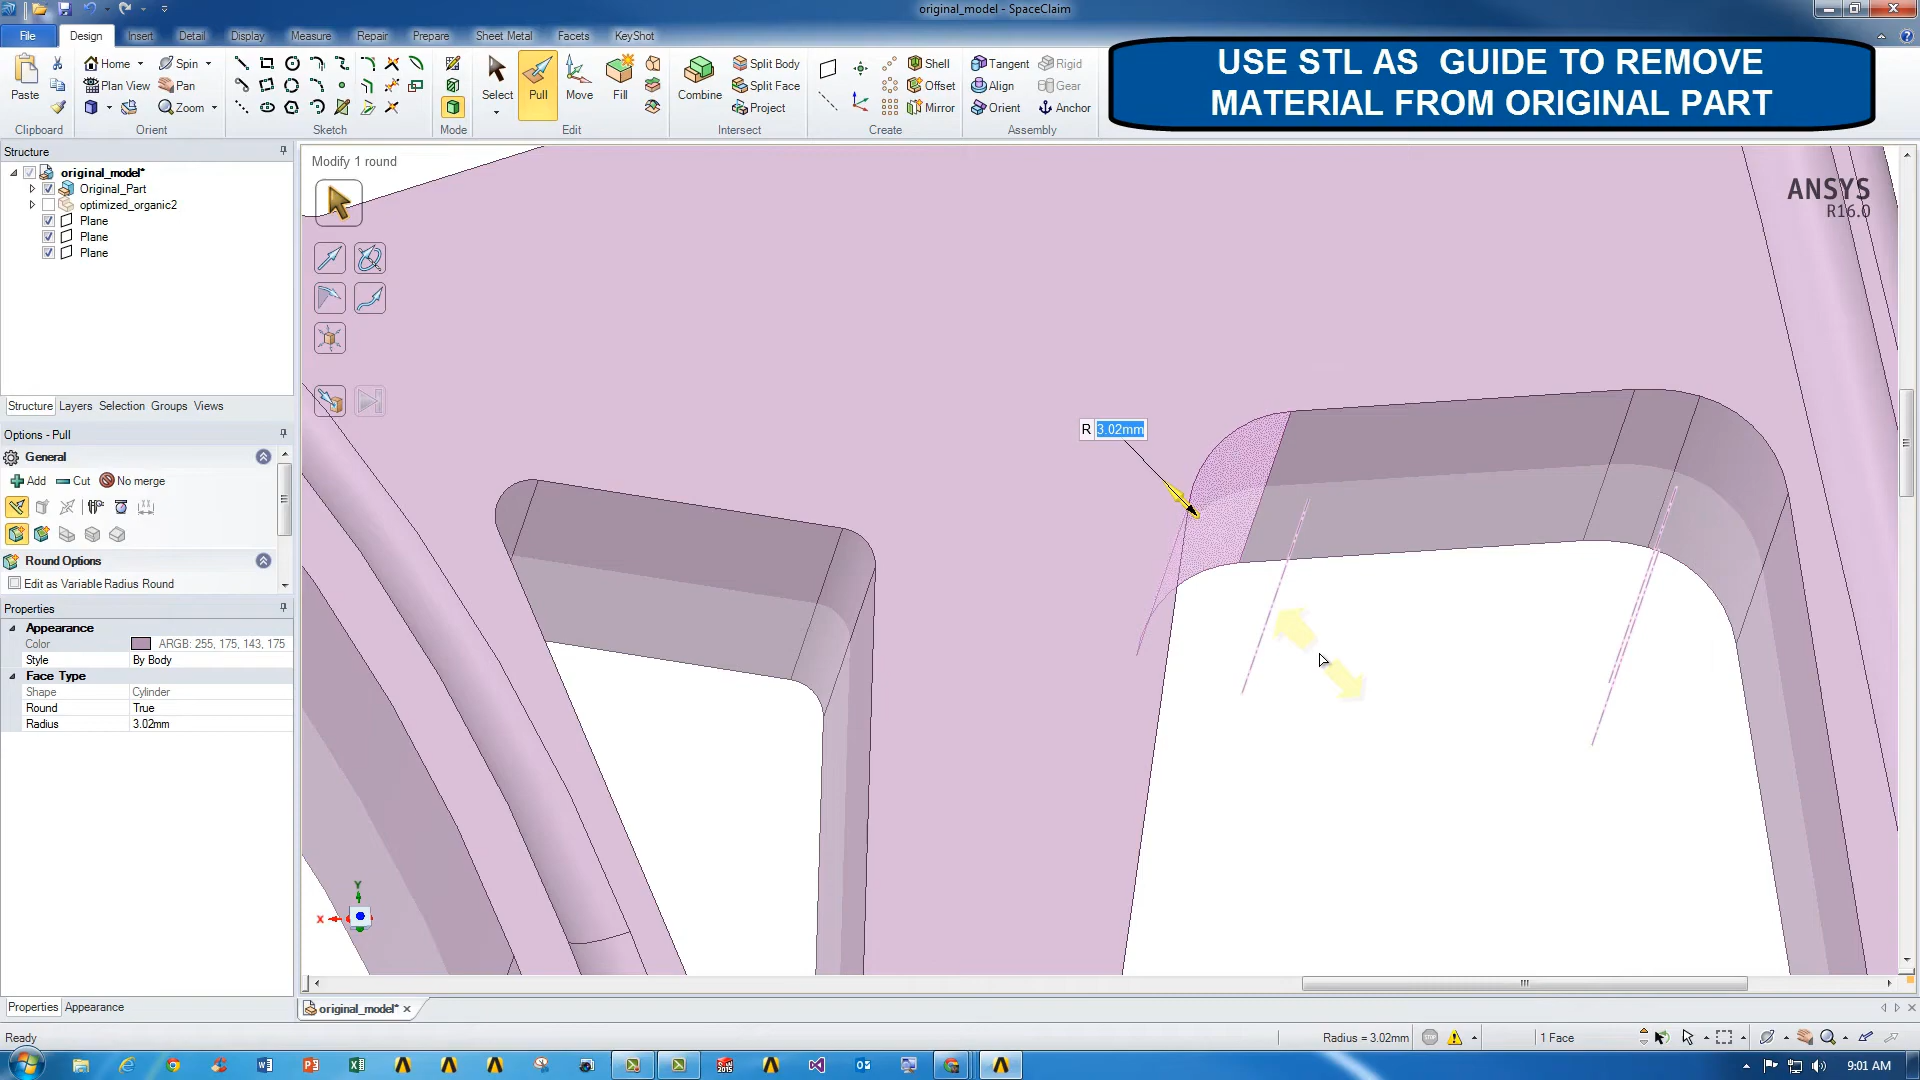 original_model - SpaceClaim
File Design Insert Detail Display Measure Repair Prepare Sheet Metal Facets KeyShot
USE STL AS GUIDE TO REMOVE
MATERIAL FROM ORIGINAL PART
Paste
Home Spin
Plan View Pan
Zoom
Select Pull Move Fill
Combine
Split Body
Split Face
Project
Shell
Offset
Mirror
Tangent Rigid
Align Gear
Orient Anchor
Clipboard Orient Sketch Mode Edit Intersect Create Assembly
Structure
original_model*
Original_Part
optimized_organic2
Plane
Plane
Plane
Structure Layers Selection Groups Views
Options - Pull
General
Add Cut No merge
Round Options
Edit as Variable Radius Round
Properties
Appearance
Color ARGB: 255, 175, 143, 175
Style By Body
Face Type
Shape Cylinder
Round True
Radius 3.02mm
Properties Appearance
Modify 1 round
ANSYS
R16.0
R 3.02mm
Y
X
original_model*
Ready
Radius = 3.02mm
1 Face
2015
9:01 AM